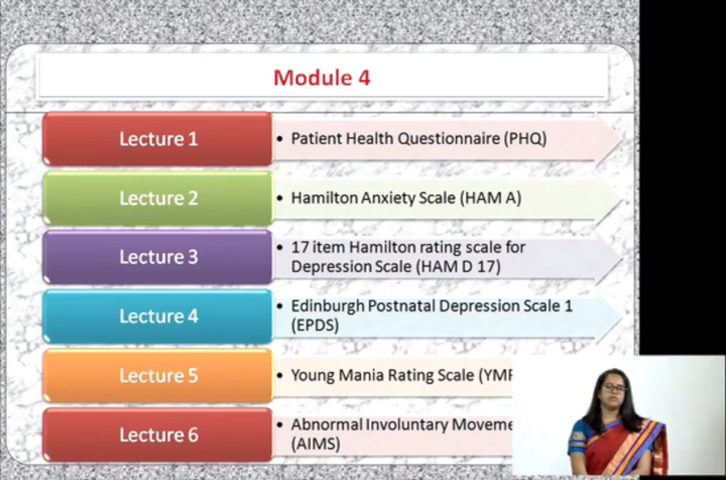 Module 4
Lecture 1
• Patient Health Questionnaire (PHQ)
Lecture 2
• Hamilton Anxiety Scale (HAM A)
Lecture 3
• 17 item Hamilton rating scale for
Depression Scale (HAM D 17)
Lecture 4
• Edinburgh Postnatal Depression Scale 1
(EPDS)
Lecture 5
• Young Mania Rating Scale
Lecture 6
• Abnormal Involuntary
(AIMS)